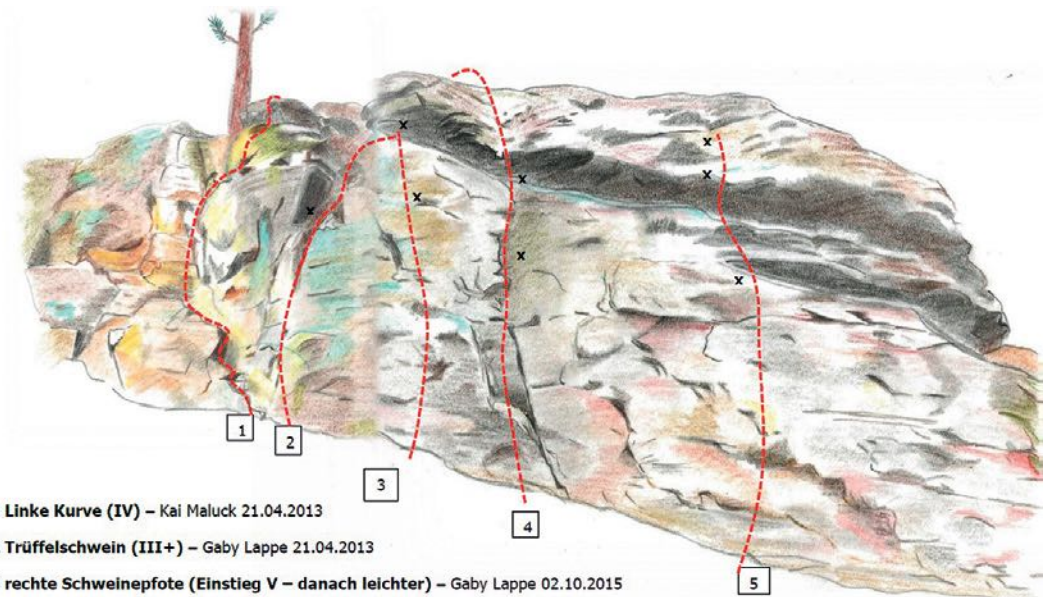 1
2
3
4
5
Linke Kurve (IV) – Kai Maluck 21.04.2013
Trüffelschwein (III+) – Gaby Lappe 21.04.2013
rechte Schweinepfote (Einstieg V – danach leichter) – Gaby Lappe 02.10.2015